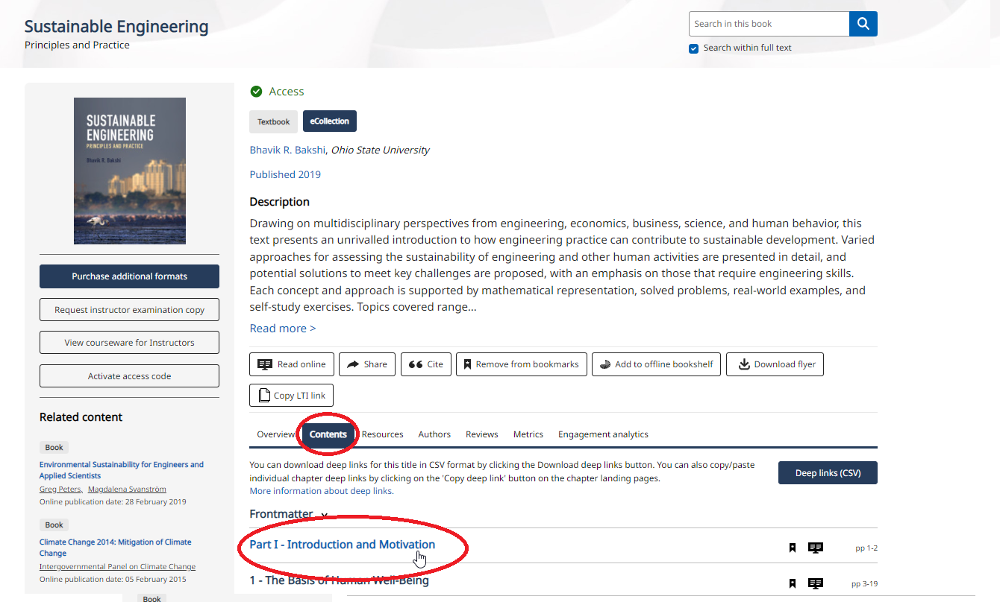 Sustainable Engineering
Principles and Practice
Search in this book
Search within full text
SUSTAINABLE
ENGINEERING
PRINCIPLES AND PRACTICE
Bhavik R. Bakshi
Purchase additional formats
Request instructor examination copy
View courseware for Instructors
Activate access code
Related content
Book
Environmental Sustainability for Engineers and
Applied Scientists
Greg Peters, Magdalena Svanström
Online publication date: 28 February 2019
Book
Climate Change 2014: Mitigation of Climate
Change
Intergovernmental Panel on Climate Change
Online publication date: 05 February 2015
Book
Access
Textbook eCollection
Bhavik R. Bakshi, Ohio State University
Published 2019
Description
Drawing on multidisciplinary perspectives from engineering, economics, business, science, and human behavior, this
text presents an unrivalled introduction to how engineering practice can contribute to sustainable development. Varied
approaches for assessing the sustainability of engineering and other human activities are presented in detail, and
potential solutions to meet key challenges are proposed, with an emphasis on those that require engineering skills.
Each concept and approach is supported by mathematical representation, solved problems, real-world examples, and
self-study exercises. Topics covered range...
Read more >
Read online Share Cite Remove from bookmarks Add to offline bookshelf Download flyer
Copy LTI link
Overview Contents Resources Authors Reviews Metrics Engagement analytics
You can download deep links for this title in CSV format by clicking the Download deep links button. You can also copy/paste
individual chapter deep links by clicking on the 'Copy deep link' button on the chapter landing pages.
More information about deep links.
Deep links (CSV)
Frontmatter
Part I - Introduction and Motivation pp 1-2
1 - The Basis of Human Well-Being pp 3-19